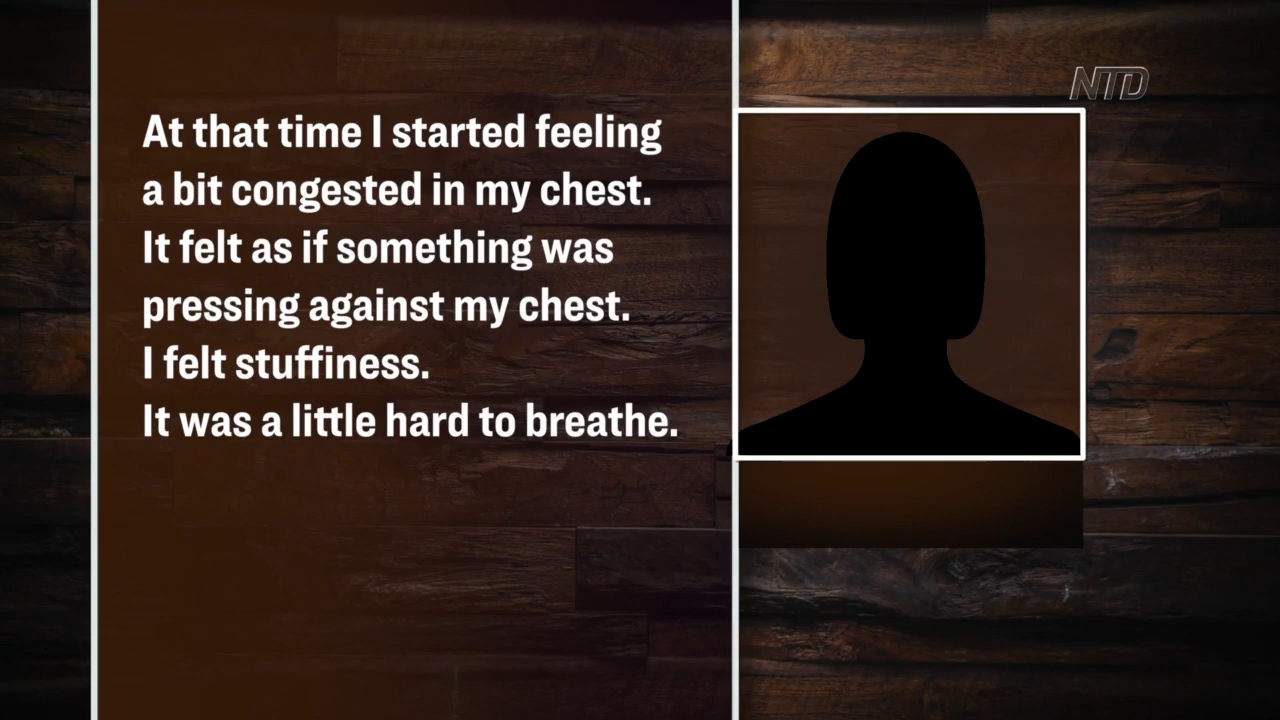 NTD
At that time I started feeling
a bit congested in my chest.
It felt as if something was
pressing against my chest.
I felt stuffiness.
It was a little hard to breathe.